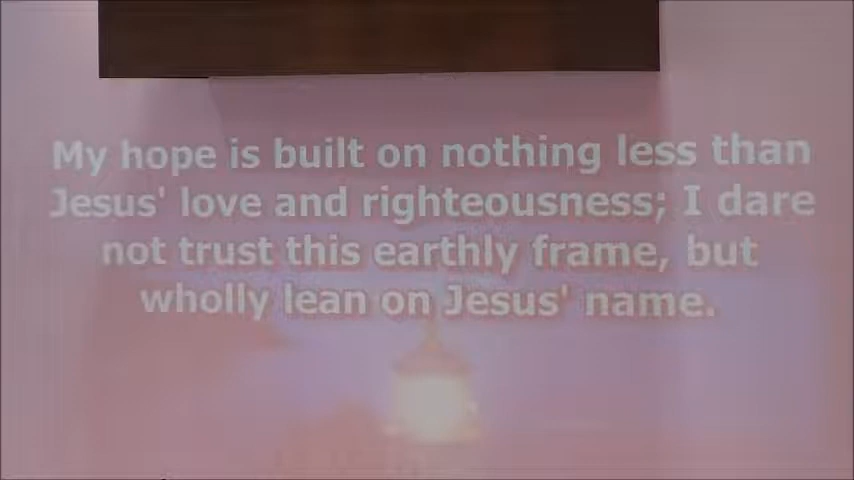 My hope is built on nothing less than
Jesus' love and righteousness; I dare
not trust this earthly frame, but
wholly lean on Jesus' name.